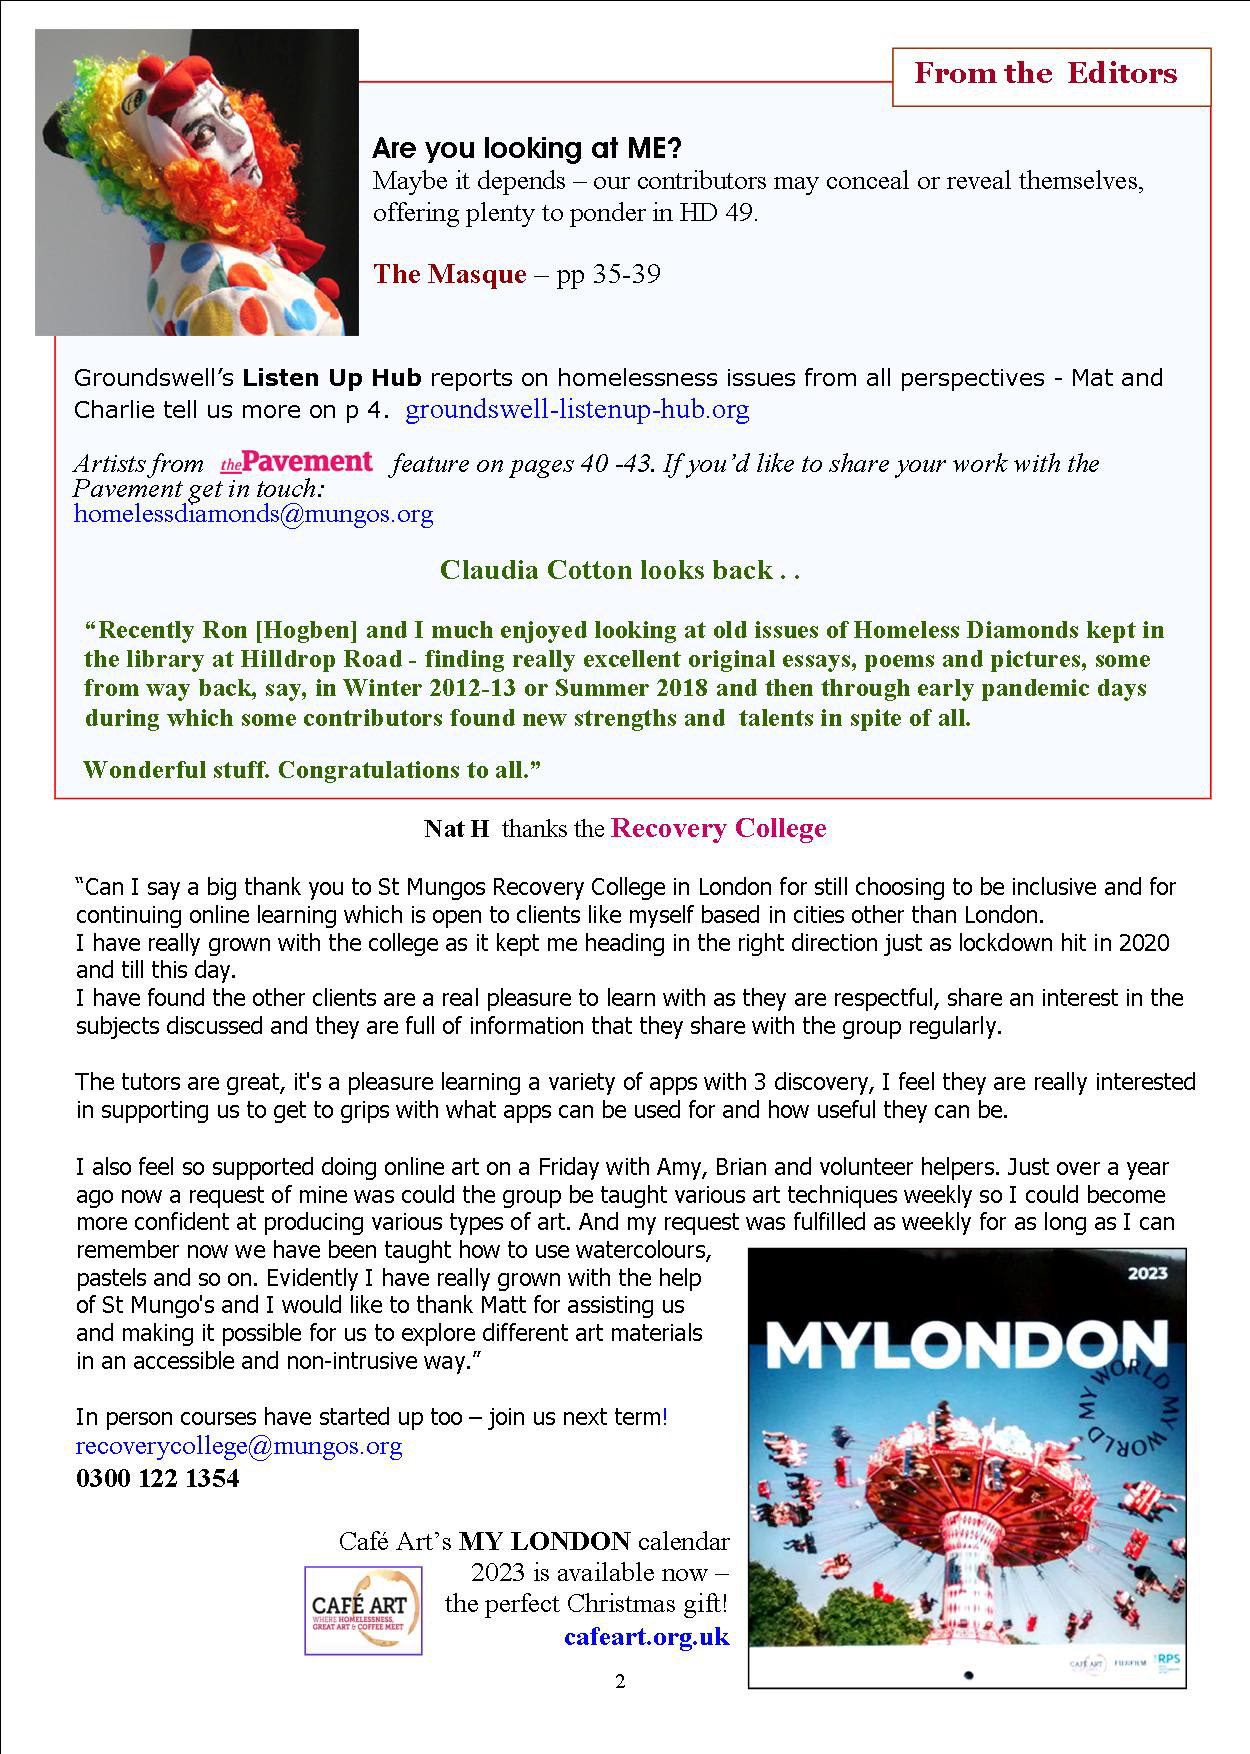 From the Editors
Are you looking at ME?
Maybe it depends – our contributors may conceal or reveal themselves,
offering plenty to ponder in HD 49.
The Masque – pp 35-39
Groundswell’s Listen Up Hub reports on homelessness issues from all perspectives - Mat and
Charlie tell us more on p 4. groundswell-listenup-hub.org
Artists from thePavement feature on pages 40 -43. If you’d like to share your work with the
Pavement get in touch:
homelessdiamonds@mungos.org
Claudia Cotton looks back . .
“Recently Ron [Hogben] and I much enjoyed looking at old issues of Homeless Diamonds kept in
the library at Hilldrop Road - finding really excellent original essays, poems and pictures, some
from way back, say, in Winter 2012-13 or Summer 2018 and then through early pandemic days
during which some contributors found new strengths and talents in spite of all.
Wonderful stuff. Congratulations to all.”
Nat H thanks the Recovery College
“Can I say a big thank you to St Mungos Recovery College in London for still choosing to be inclusive and for
continuing online learning which is open to clients like myself based in cities other than London.
I have really grown with the college as it kept me heading in the right direction just as lockdown hit in 2020
and till this day.
I have found the other clients are a real pleasure to learn with as they are respectful, share an interest in the
subjects discussed and they are full of information that they share with the group regularly.
The tutors are great, it's a pleasure learning a variety of apps with 3 discovery, I feel they are really interested
in supporting us to get to grips with what apps can be used for and how useful they can be.
I also feel so supported doing online art on a Friday with Amy, Brian and volunteer helpers. Just over a year
ago now a request of mine was could the group be taught various art techniques weekly so I could become
more confident at producing various types of art. And my request was fulfilled as weekly for as long as I can
remember now we have been taught how to use watercolours,
pastels and so on. Evidently I have really grown with the help
of St Mungo's and I would like to thank Matt for assisting us
and making it possible for us to explore different art materials
in an accessible and non-intrusive way.”
In person courses have started up too – join us next term!
recoverycollege@mungos.org
0300 122 1354
Café Art’s MY LONDON calendar
2023 is available now –
the perfect Christmas gift!
cafeart.org.uk
CAFÉ ART
WHERE HOMELESSNESS,
GREAT ART & COFFEE MEET
2023
MYLONDON
MY WORLD MY WORLD
CAFÉ ART FUJIFILM RPS
2